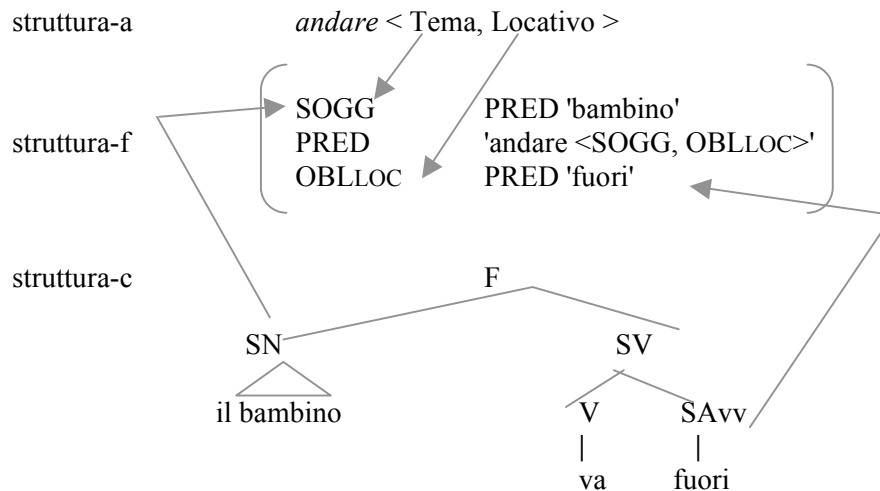 struttura-a andare < Tema, Locativo >
SOGG PRED 'bambino'
struttura-f PRED 'andare <SOGG, OBLLOC>'
OBLLOC PRED 'fuori'
struttura-c F
SN SV
il bambino V SAvv
| |
va fuori